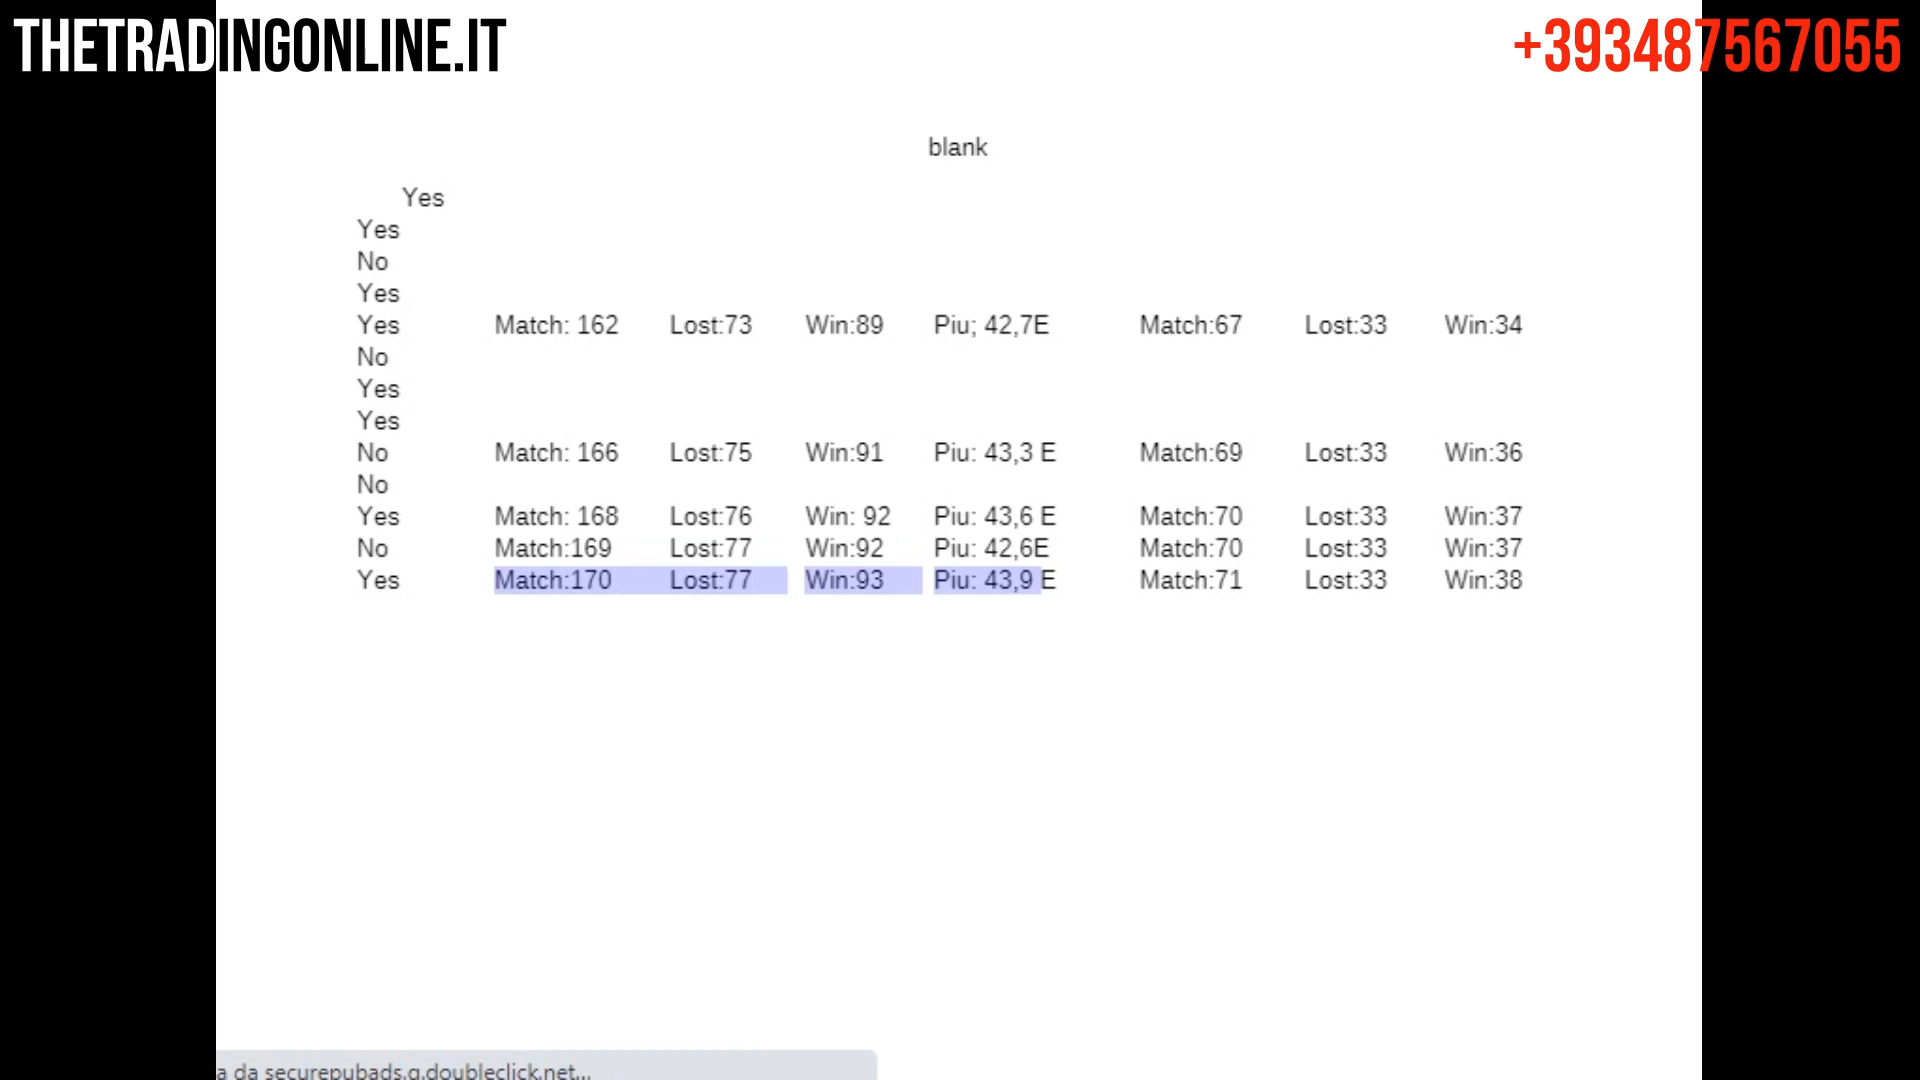 THETRADINGONLINE.IT +393487567055
blank
Yes
Yes
No
Yes
Yes Match: 162 Lost:73 Win:89 Piu; 42,7E Match:67 Lost:33 Win:34
No
Yes
Yes
No Match: 166 Lost:75 Win:91 Piu: 43,3 E Match:69 Lost:33 Win:36
No
Yes Match: 168 Lost:76 Win: 92 Piu: 43,6 E Match:70 Lost:33 Win:37
No Match:169 Lost:77 Win:92 Piu: 42,6E Match:70 Lost:33 Win:37
Yes Match:170 Lost:77 Win:93 Piu: 43,9 E Match:71 Lost:33 Win:38
a da securepubads.g.doubleclick.net...